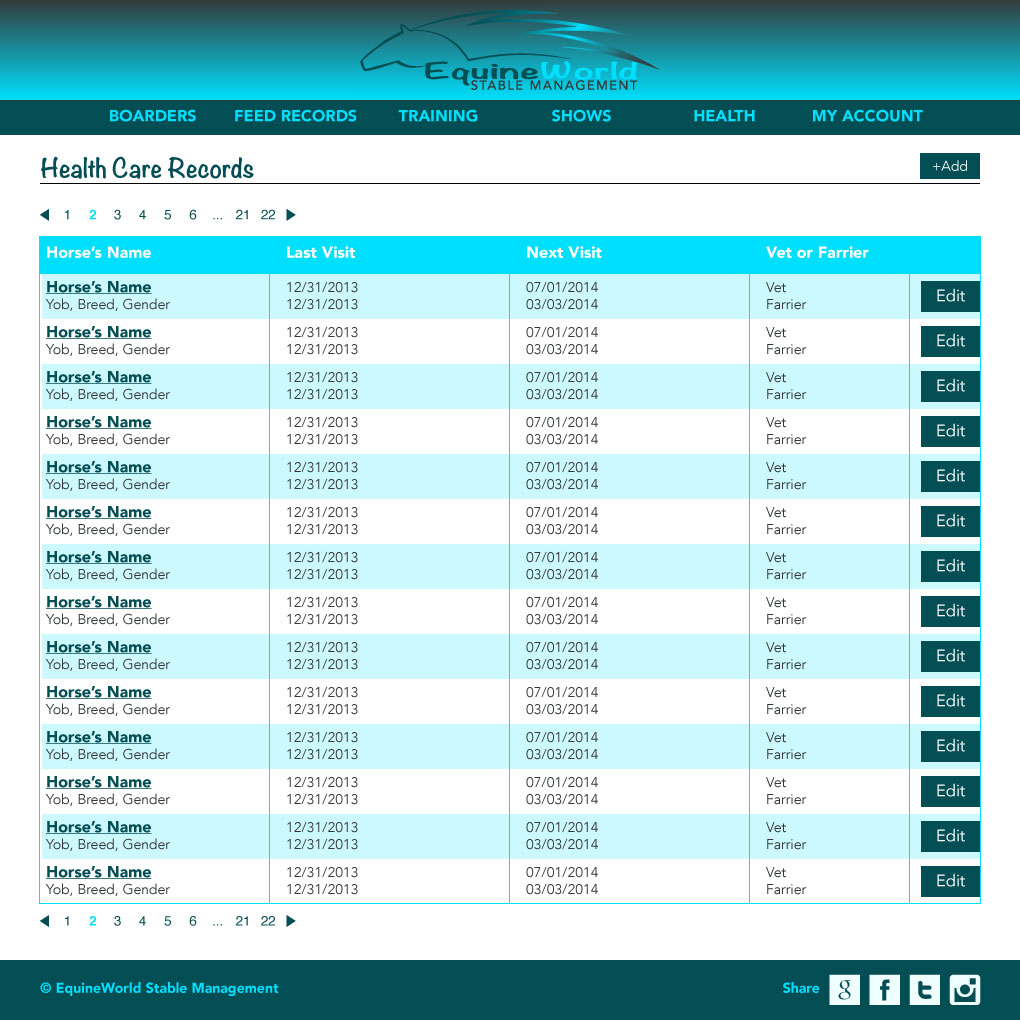 EquineWorld
STABLE MANAGEMENT
BOARDERS FEED RECORDS TRAINING SHOWS HEALTH MY ACCOUNT
Health Care Records +Add
1 2 3 4 5 6 ... 21 22
Horse's Name Last Visit Next Visit Vet or Farrier
Horse's Name 12/31/2013 07/01/2014 Vet Edit
Yob, Breed, Gender 12/31/2013 03/03/2014 Farrier
Horse's Name 12/31/2013 07/01/2014 Vet Edit
Yob, Breed, Gender 12/31/2013 03/03/2014 Farrier
Horse's Name 12/31/2013 07/01/2014 Vet Edit
Yob, Breed, Gender 12/31/2013 03/03/2014 Farrier
Horse's Name 12/31/2013 07/01/2014 Vet Edit
Yob, Breed, Gender 12/31/2013 03/03/2014 Farrier
Horse's Name 12/31/2013 07/01/2014 Vet Edit
Yob, Breed, Gender 12/31/2013 03/03/2014 Farrier
Horse's Name 12/31/2013 07/01/2014 Vet Edit
Yob, Breed, Gender 12/31/2013 03/03/2014 Farrier
Horse's Name 12/31/2013 07/01/2014 Vet Edit
Yob, Breed, Gender 12/31/2013 03/03/2014 Farrier
Horse's Name 12/31/2013 07/01/2014 Vet Edit
Yob, Breed, Gender 12/31/2013 03/03/2014 Farrier
Horse's Name 12/31/2013 07/01/2014 Vet Edit
Yob, Breed, Gender 12/31/2013 03/03/2014 Farrier
Horse's Name 12/31/2013 07/01/2014 Vet Edit
Yob, Breed, Gender 12/31/2013 03/03/2014 Farrier
Horse's Name 12/31/2013 07/01/2014 Vet Edit
Yob, Breed, Gender 12/31/2013 03/03/2014 Farrier
Horse's Name 12/31/2013 07/01/2014 Vet Edit
Yob, Breed, Gender 12/31/2013 03/03/2014 Farrier
Horse's Name 12/31/2013 07/01/2014 Vet Edit
Yob, Breed, Gender 12/31/2013 03/03/2014 Farrier
Horse's Name 12/31/2013 07/01/2014 Vet Edit
Yob, Breed, Gender 12/31/2013 03/03/2014 Farrier
1 2 3 4 5 6 ... 21 22
© EquineWorld Stable Management Share g f t